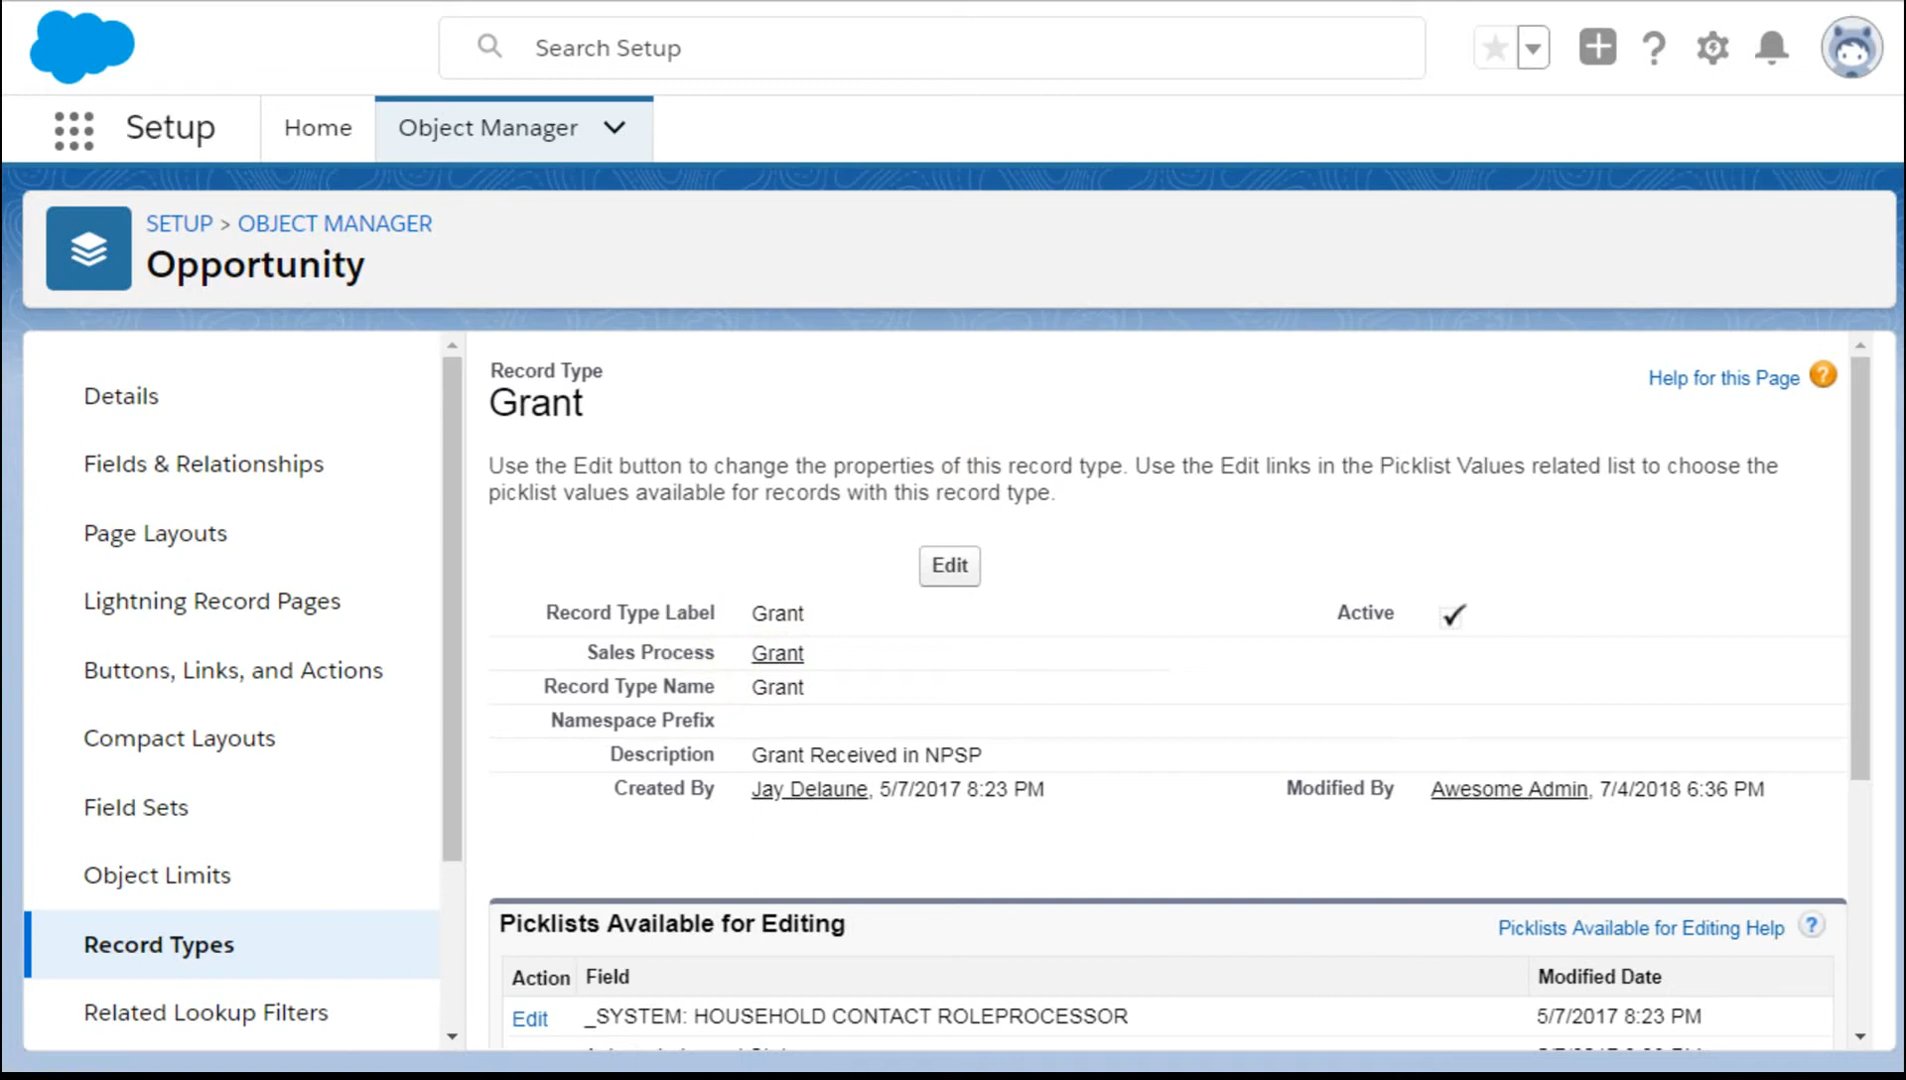 Search Setup
Setup
Home
Object Manager
SETUP > OBJECT MANAGER
Opportunity
Details
Fields & Relationships
Page Layouts
Lightning Record Pages
Buttons, Links, and Actions
Compact Layouts
Field Sets
Object Limits
Record Types
Related Lookup Filters
Record Type
Grant
Help for this Page
Use the Edit button to change the properties of this record type. Use the Edit links in the Picklist Values related list to choose the
picklist values available for records with this record type.
Edit
Record Type Label Grant Active
Sales Process Grant
Record Type Name Grant
Namespace Prefix
Description Grant Received in NPSP
Created By Jay Delaune, 5/7/2017 8:23 PM Modified By Awesome Admin, 7/4/2018 6:36 PM
Picklists Available for Editing
Picklists Available for Editing Help ?
Action Field Modified Date
Edit _SYSTEM: HOUSEHOLD CONTACT ROLEPROCESSOR 5/7/2017 8:23 PM